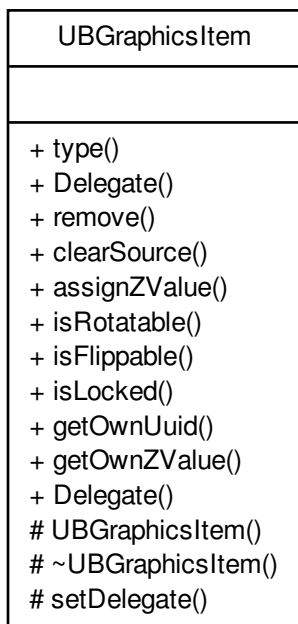 UBGraphicsItem
+ type()
+ Delegate()
+ remove()
+ clearSource()
+ assignZValue()
+ isRotatable()
+ isFlippable()
+ isLocked()
+ getOwnUuid()
+ getOwnZValue()
+ Delegate()
# UBGraphicsItem()
# ~UBGraphicsItem()
# setDelegate()